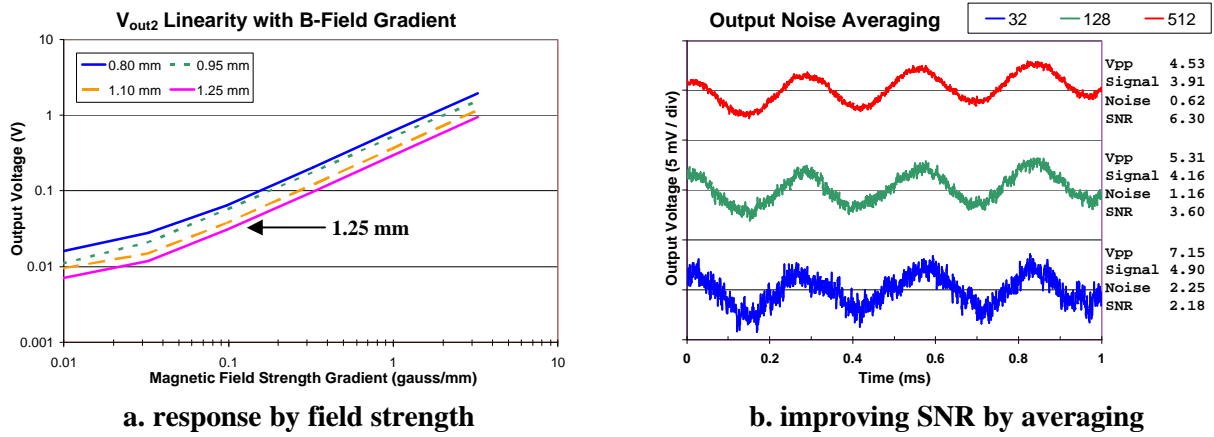 V_out2 Linearity with B-Field Gradient
10
1
0.1
0.01
0.001
Output Voltage (V)
0.80 mm
0.95 mm
1.10 mm
1.25 mm
1.25 mm
0.01
0.1
1
10
Magnetic Field Strength Gradient (gauss/mm)
a. response by field strength
Output Noise Averaging
32
128
512
Output Voltage (5 mV / div)
Vpp 4.53
Signal 3.91
Noise 0.62
SNR 6.30
Vpp 5.31
Signal 4.16
Noise 1.16
SNR 3.60
Vpp 7.15
Signal 4.90
Noise 2.25
SNR 2.18
0
0.2
0.4
0.6
0.8
1
Time (ms)
b. improving SNR by averaging